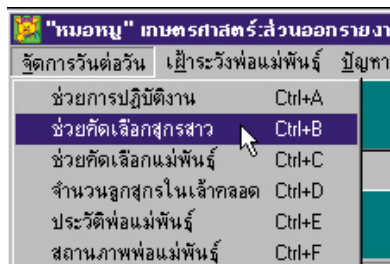 "หมอหมู" เกษตรศาสตร์:ส่วนออกรายงา
จัดการวันต่อวัน เฝ้าระวังพ่อแม่พันธุ์ ปัญหา
ช่วยการปฏิบัติงาน Ctrl+A
ช่วยคัดเลือกสุกรสาว Ctrl+B
ช่วยคัดเลือกแม่พันธุ์ Ctrl+C
จำนวนลูกสุกรในเล้าคลอด Ctrl+D
ประวัติพ่อแม่พันธุ์ Ctrl+E
สถานภาพพ่อแม่พันธุ์ Ctrl+F